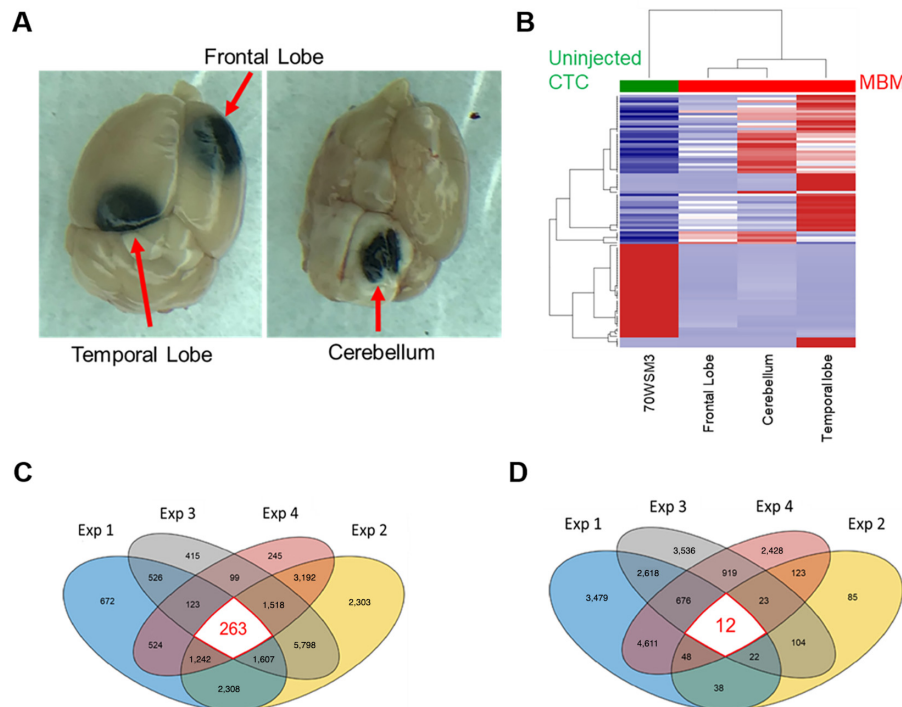 A
Frontal Lobe
Temporal Lobe
Cerebellum
B
Uninjected
CTC
MBM
70WSM3
Frontal Lobe
Cerebellum
Temporal lobe
C
Exp 1
Exp 3
Exp 4
Exp 2
415
245
526
99
3,192
672
123
1,518
2,303
263
524
5,798
1,242
1,607
2,308
D
Exp 1
Exp 3
Exp 4
Exp 2
3,536
2,428
2,618
919
123
3,479
676
23
85
12
4,611
104
48
22
38